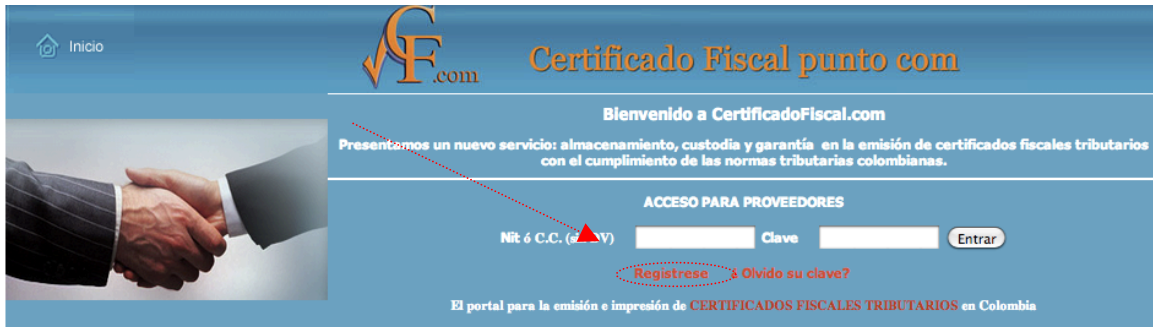 Inicio
CF.com
Certificado Fiscal punto com
Bienvenido a CertificadoFiscal.com
Presentamos un nuevo servicio: almacenamiento, custodia y garantía en la emisión de certificados fiscales tributarios
con el cumplimiento de las normas tributarias colombianas.
ACCESO PARA PROVEEDORES
Nit ó C.C. (sin DV) Clave Entrar
Registrese ó Olvido su clave?
El portal para la emisión e impresión de CERTIFICADOS FISCALES TRIBUTARIOS en Colombia